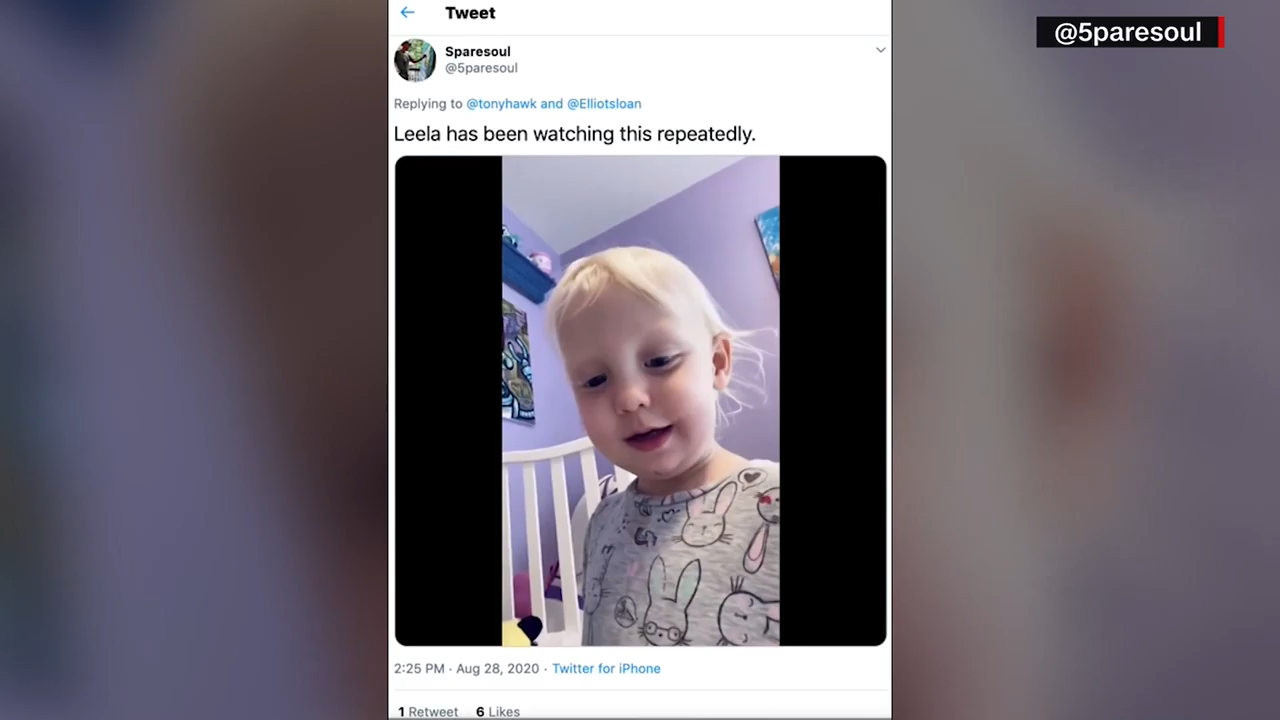 Tweet
@5paresoul
Sparesoul
@5paresoul
Replying to @tonyhawk and @Elliotsloan
Leela has been watching this repeatedly.
2:25 PM · Aug 28, 2020 · Twitter for iPhone
1 Retweet 6 Likes